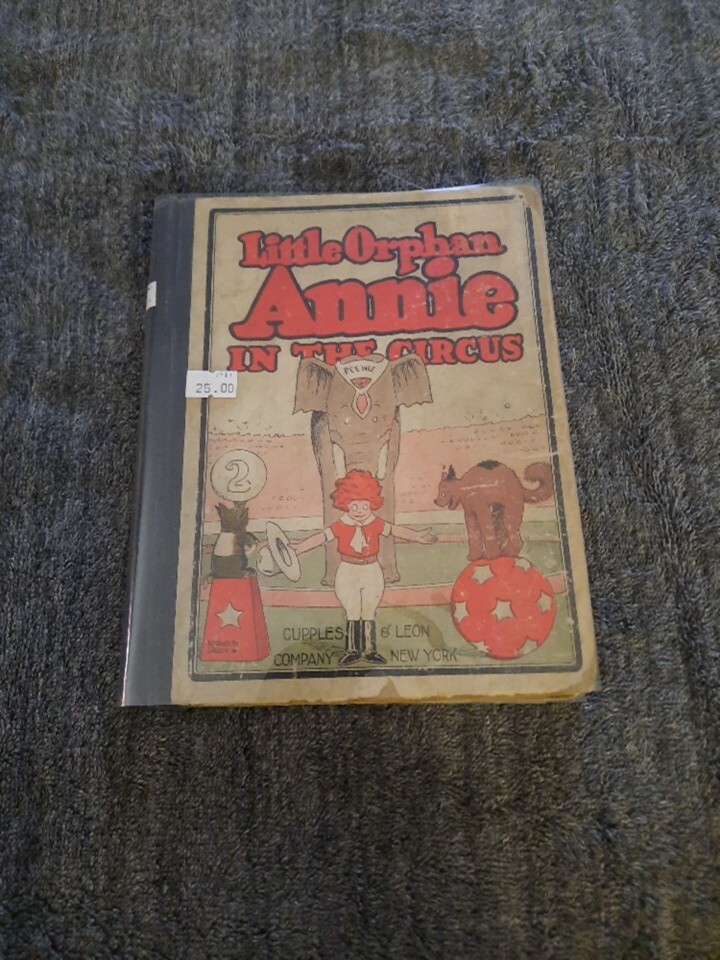 Little Orphan
Annie
IN THE CIRCUS
PEE WEE
25.00
2
CUPPLES & LEON
COMPANY NEW YORK